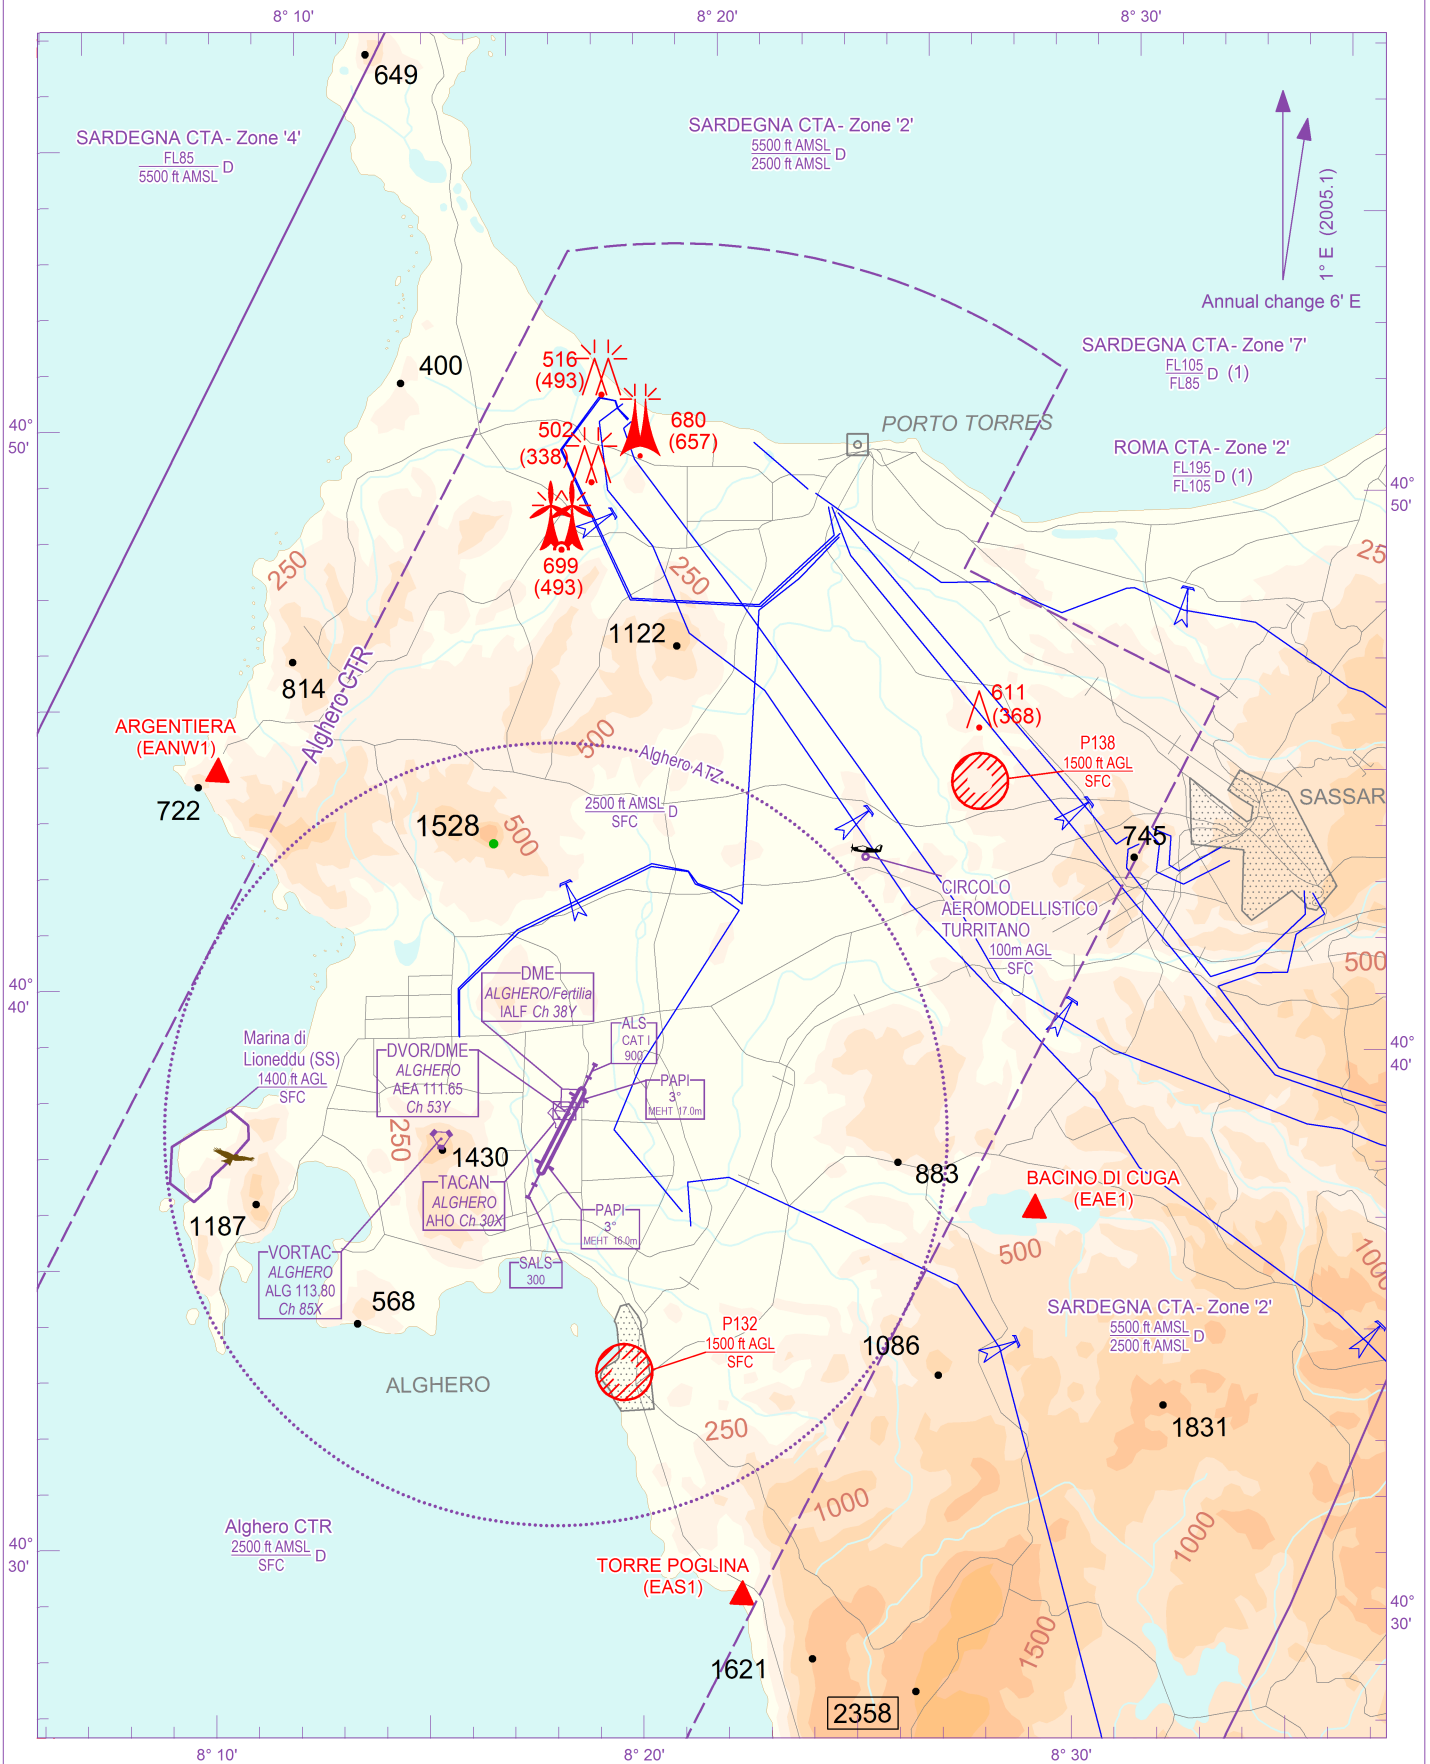 8° 10'
8° 20'
8° 30'
649
SARDEGNA CTA - Zone '4'
FL85
5500 ft AMSL
D
SARDEGNA CTA - Zone '2'
5500 ft AMSL
2500 ft AMSL
D
1° E (2005.1)
Annual change 6' E
SARDEGNA CTA - Zone '7'
FL105
FL85
D (1)
ROMA CTA - Zone '2'
FL195
FL105
D (1)
400
516
(493)
502
(338)
680
(657)
699
(493)
PORTO TORRES
40°
50'
40°
50'
250
250
25
1122
814
Alghero CTR
ARGENTIERA
(EANW1)
722
500
Alghero ATZ
2500 ft AMSL
SFC
D
1528
500
611
(368)
P138
1500 ft AGL
SFC
SASSAR
745
CIRCOLO
AEROMODELLISTICO
TURRITANO
100m AGL
SFC
500
40°
40'
40°
40'
DME
ALGHERO/Fertilia
IALF Ch 38Y
ALS
CAT I
900
Marina di
Lioneddu (SS)
1400 ft AGL
SFC
DVOR/DME
ALGHERO
AEA 111.65
Ch 53Y
PAPI
3°
MEHT 17.0m
250
1430
TACAN
ALGHERO
AHO Ch 30X
883
BACINO DI CUGA
(EAE1)
1187
PAPI
3°
MEHT 16.0m
VORTAC
ALGHERO
ALG 113.80
Ch 85X
SALS
300
500
1000
568
SARDEGNA CTA - Zone '2'
5500 ft AMSL
2500 ft AMSL
D
P132
1500 ft AGL
SFC
1086
ALGHERO
250
1831
1000
1000
Alghero CTR
2500 ft AMSL
SFC
D
40°
30'
40°
30'
TORRE POGLINA
(EAS1)
1500
1621
2358
8° 10'
8° 20'
8° 30'